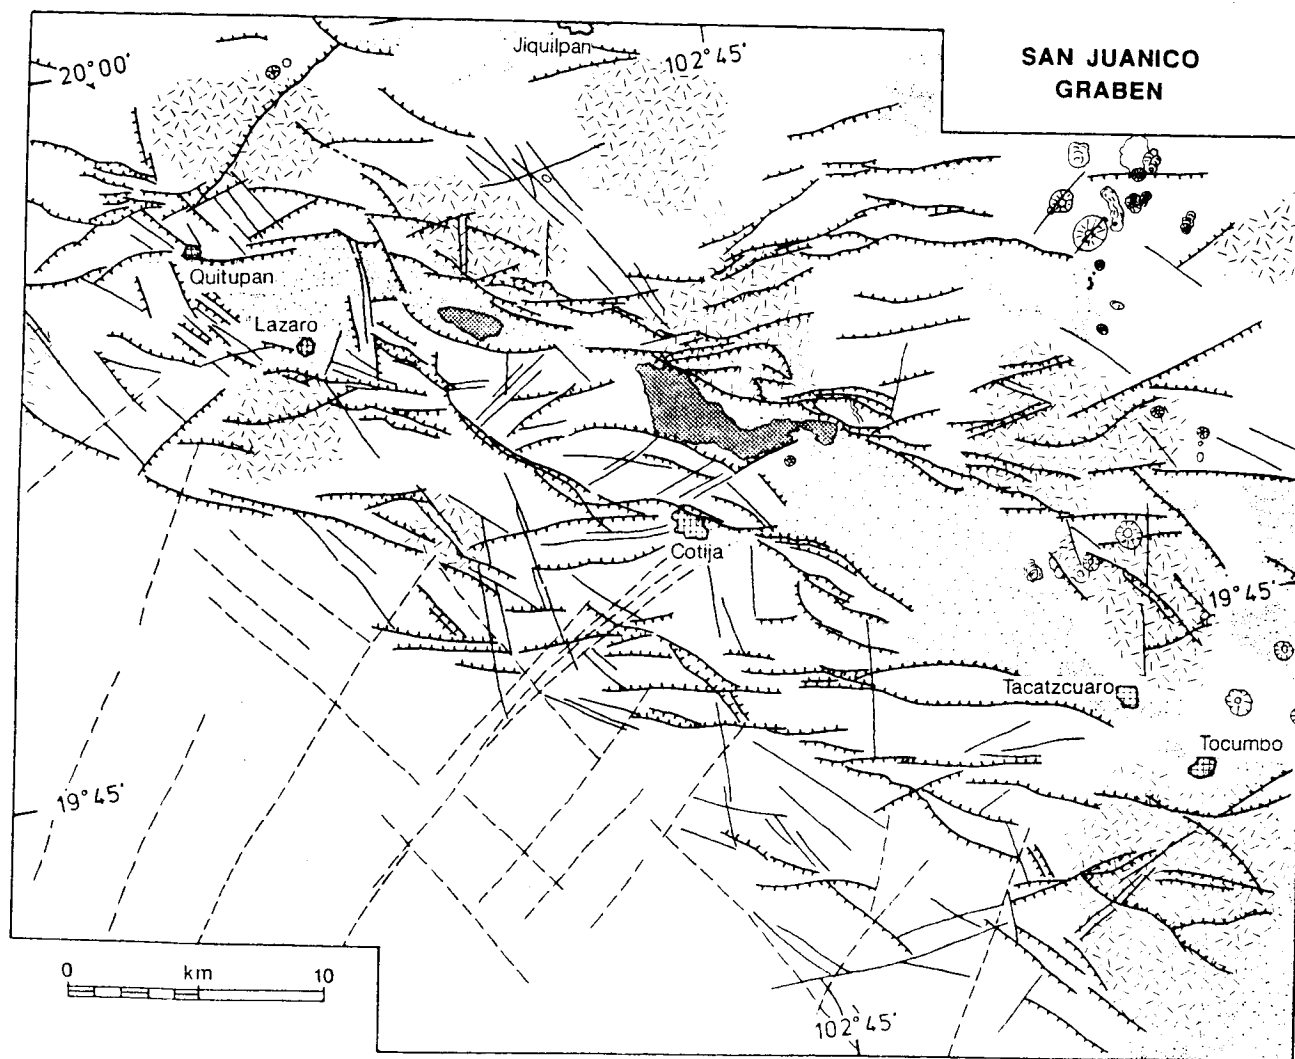 Jiquilpan
102°45'
SAN JUANICO
GRABEN
20°00'
Quitupan
Lazaro
Cotija
19°45'
Tacatzcuaro
Tocumbo
19°45'
0 km 10
102°45'